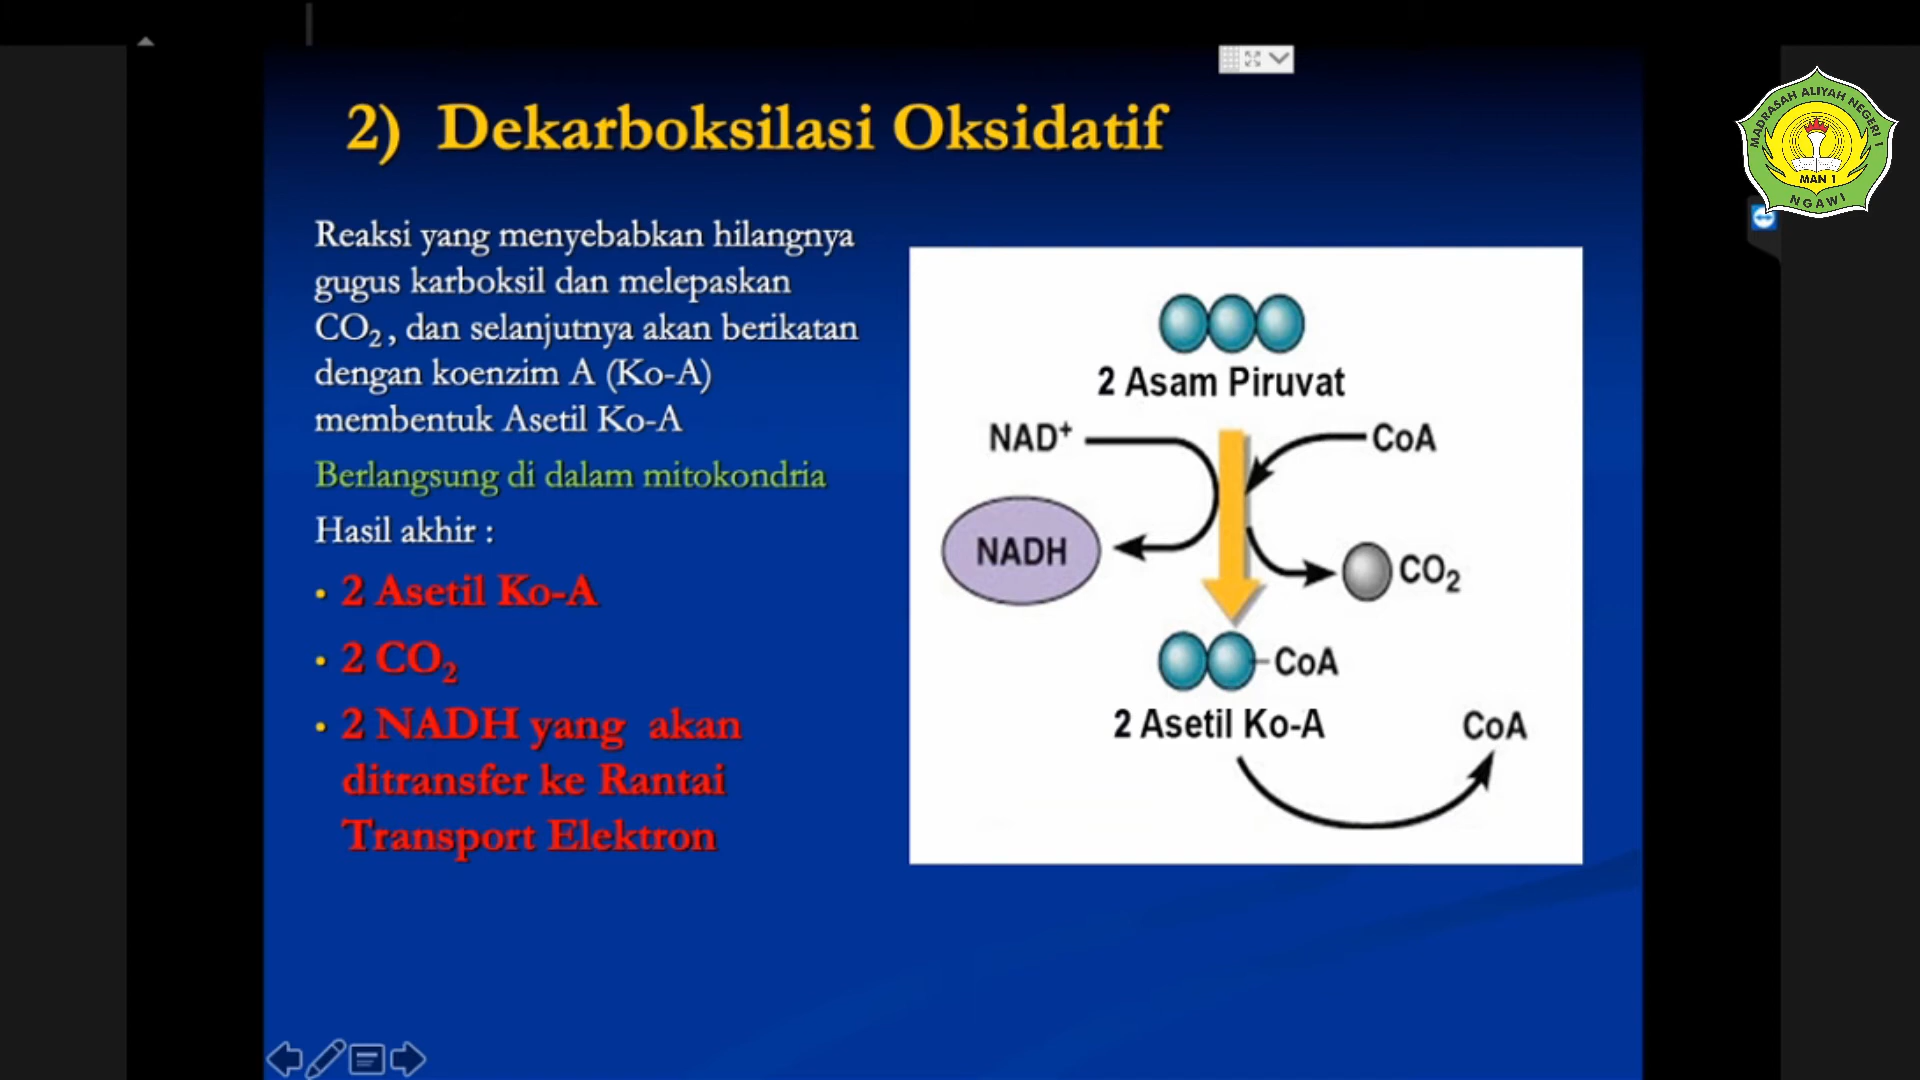 2) Dekarboksilasi Oksidatif
MADRASAH ALIYAH NEGERI 1
MAN 1
NGAWI
Reaksi yang menyebabkan hilangnya
gugus karboksil dan melepaskan
CO₂ , dan selanjutnya akan berikatan
dengan koenzim A (Ko-A)
membentuk Asetil Ko-A
Berlangsung di dalam mitokondria
Hasil akhir :
• 2 Asetil Ko-A
• 2 CO₂
• 2 NADH yang akan
ditransfer ke Rantai
Transport Elektron
2 Asam Piruvat
NAD⁺
CoA
NADH
CO₂
CoA
2 Asetil Ko-A
CoA